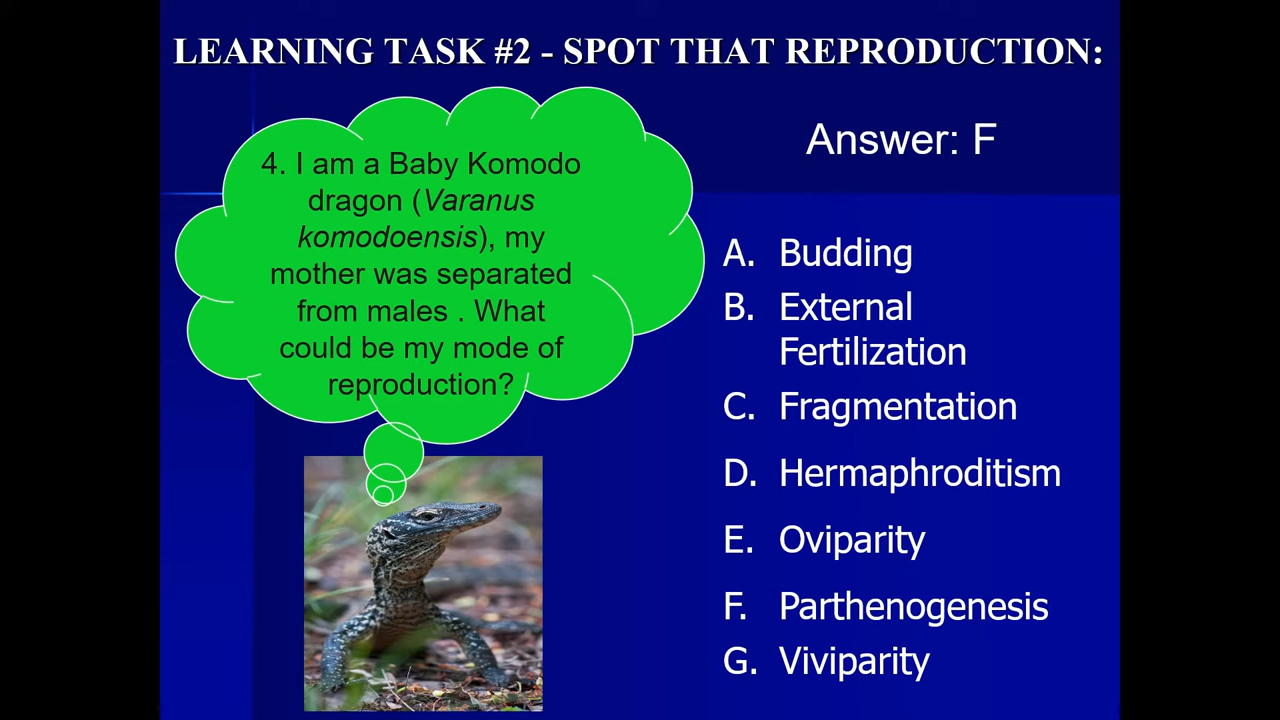 LEARNING TASK #2 - SPOT THAT REPRODUCTION:
4. I am a Baby Komodo
dragon (Varanus
komodoensis), my
mother was separated
from males . What
could be my mode of
reproduction?
Answer: F
A. Budding
B. External
Fertilization
C. Fragmentation
D. Hermaphroditism
E. Oviparity
F. Parthenogenesis
G. Viviparity